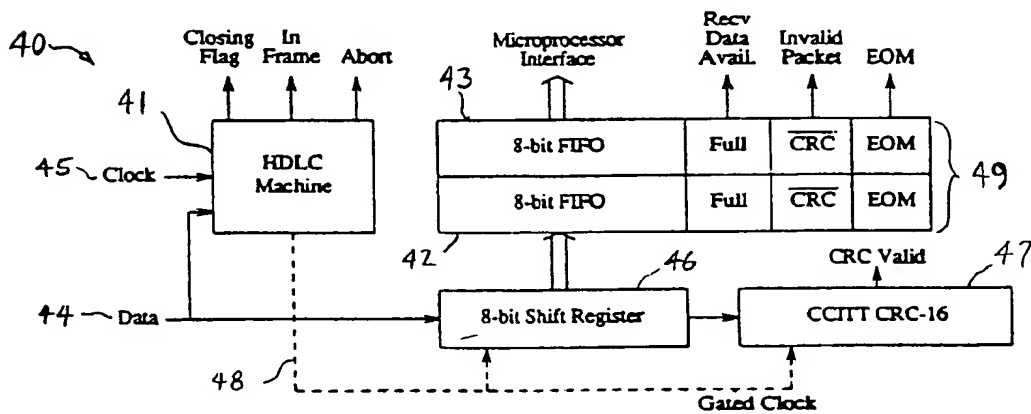 40
Closing
Flag
In
Frame
Abort
Microprocessor
Interface
Recv
Data
Avail.
Invalid
Packet
EOM
41
43
45 Clock
HDLC
Machine
8-bit FIFO
Full
CRC
EOM
8-bit FIFO
Full
CRC
EOM
49
42
46
CRC Valid
47
44 Data
8-bit Shift Register
CCITT CRC-16
48
Gated Clock